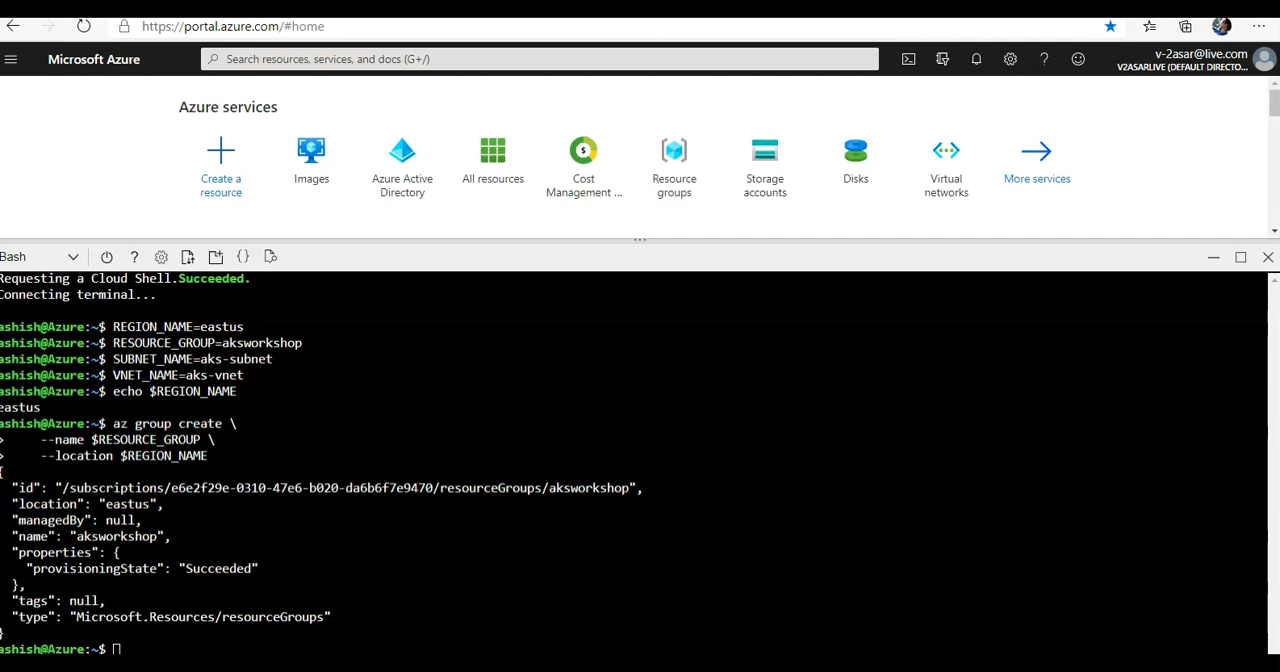 https://portal.azure.com/#home
Microsoft Azure
Search resources, services, and docs (G+/)
v-2asar@live.com
V2ASARLIVE (DEFAULT DIRECTO...
Azure services
Create a resource
Images
Azure Active Directory
All resources
Cost Management ...
Resource groups
Storage accounts
Disks
Virtual networks
More services
Bash
Requesting a Cloud Shell.Succeeded.
Connecting terminal...
ashish@Azure:~$ REGION_NAME=eastus
ashish@Azure:~$ RESOURCE_GROUP=aksworkshop
ashish@Azure:~$ SUBNET_NAME=aks-subnet
ashish@Azure:~$ VNET_NAME=aks-vnet
ashish@Azure:~$ echo $REGION_NAME
eastus
ashish@Azure:~$ az group create \
>     --name $RESOURCE_GROUP \
>     --location $REGION_NAME
{
  "id": "/subscriptions/e6e2f29e-0310-47e6-b020-da6b6f7e9470/resourceGroups/aksworkshop",
  "location": "eastus",
  "managedBy": null,
  "name": "aksworkshop",
  "properties": {
    "provisioningState": "Succeeded"
  },
  "tags": null,
  "type": "Microsoft.Resources/resourceGroups"
}
ashish@Azure:~$